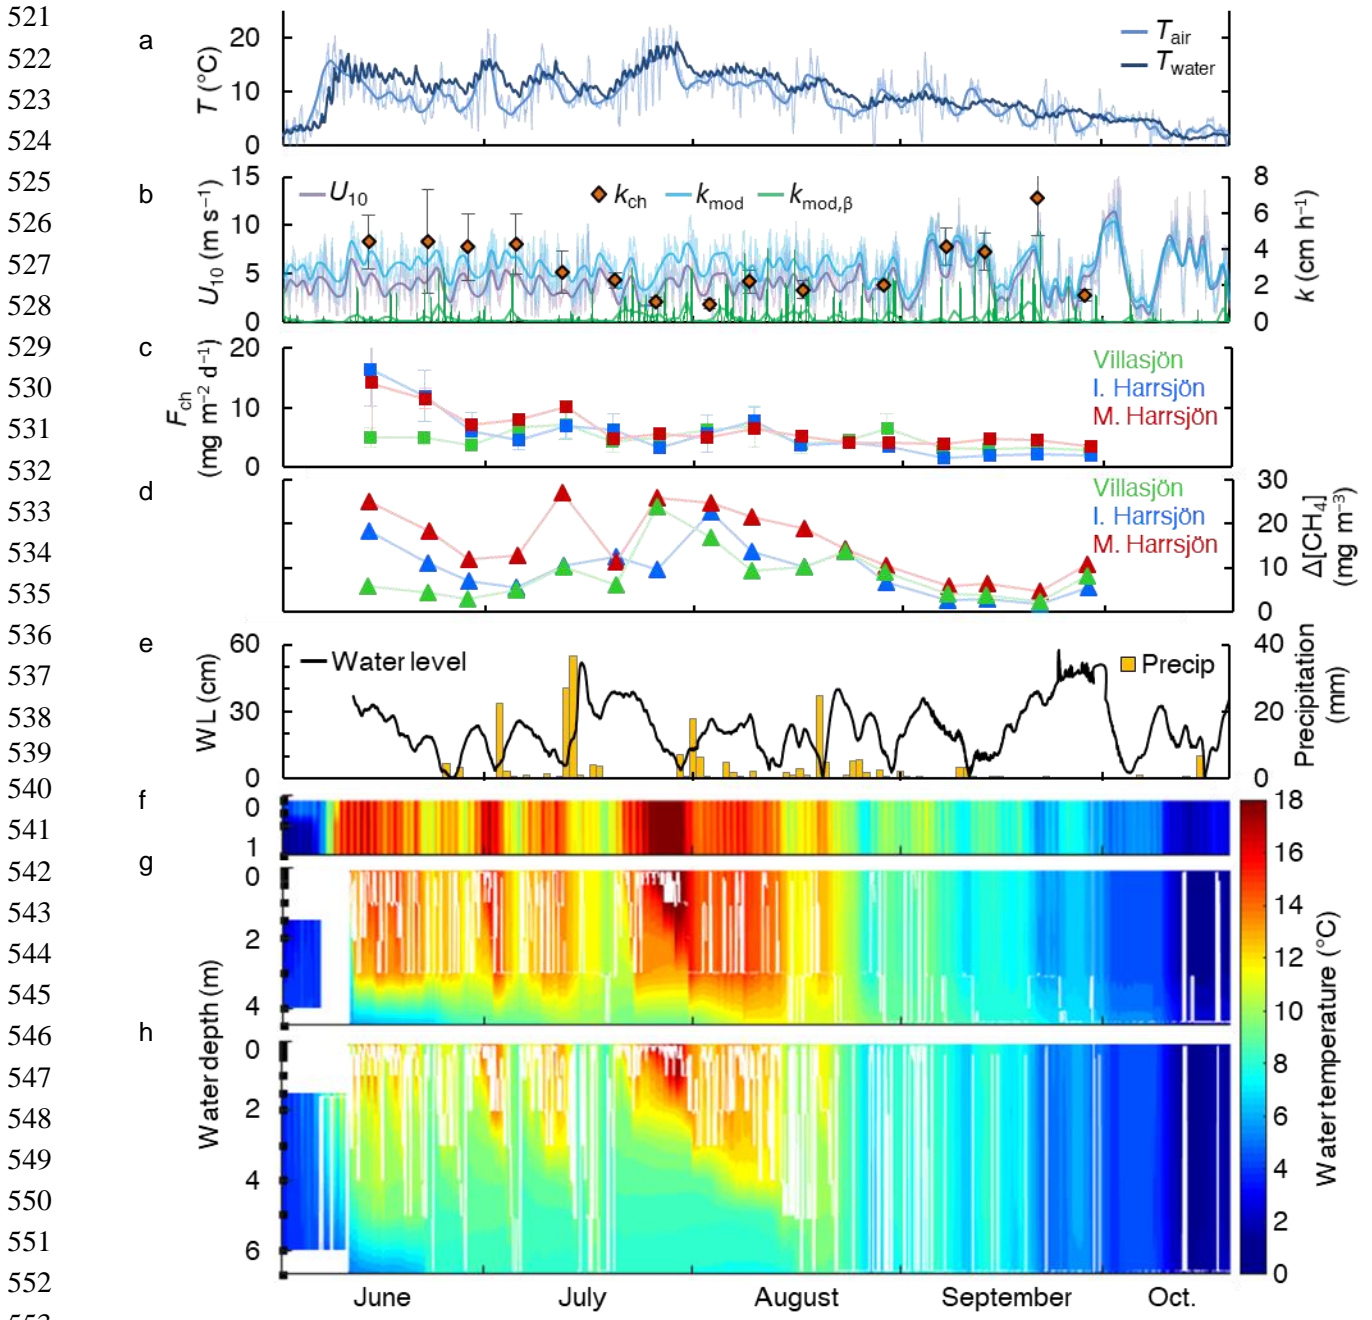 521
522
523
524
525
526
527
528
529
530
531
532
533
534
535
536
537
538
539
540
541
542
543
544
545
546
547
548
549
550
551
552
a
T (°C)
20
10
0
T air
T water
b
U10 (m s−1)
15
10
5
0
U10
kch
kmod
kmod,β
8
6
4
2
0
k (cm h−1)
c
Fch
(mg m−2 d−1)
20
10
0
Villasjön
I. Harrsjön
M. Harrsjön
d
Villasjön
I. Harrsjön
M. Harrsjön
30
20
10
0
Δ[CH4]
(mg m−3)
e
WL (cm)
60
30
0
Water level
Precip
40
20
0
Precipitation
(mm)
f
0
1
g
0
2
4
h
0
2
4
6
Water depth (m)
18
16
14
12
10
8
6
4
2
0
Water temperature (°C)
June
July
August
September
Oct.